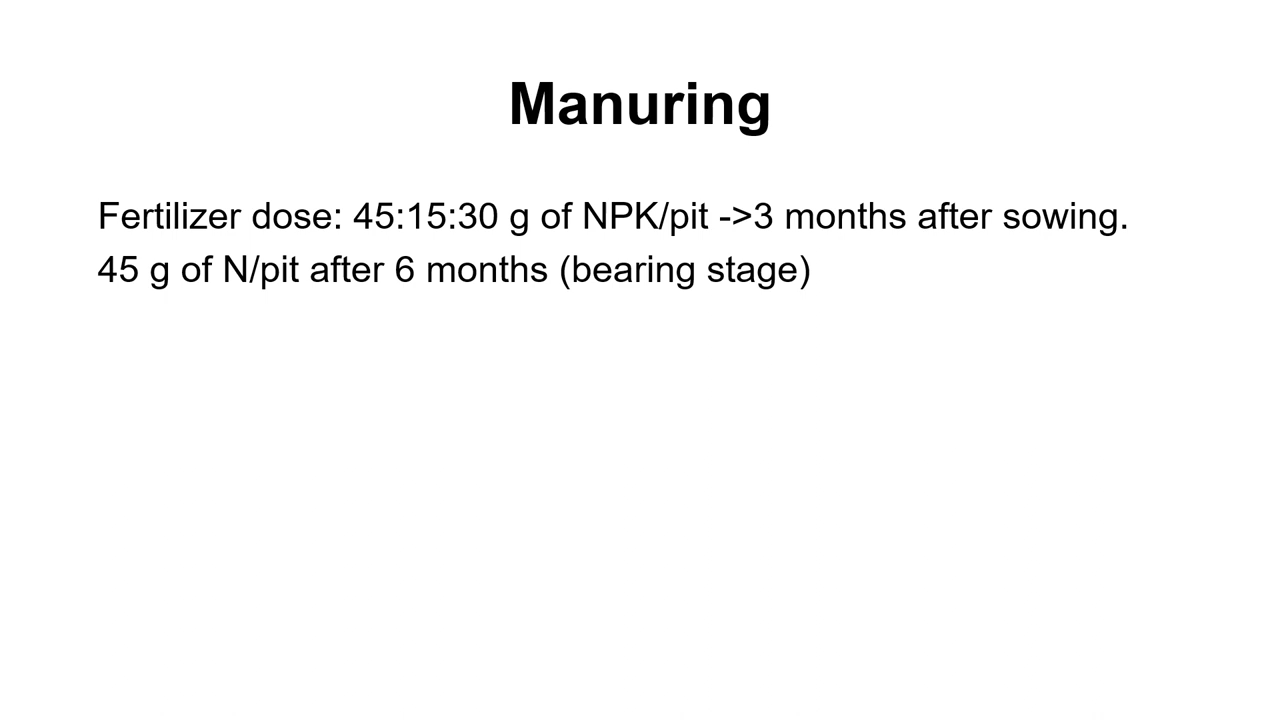 Manuring
Fertilizer dose: 45:15:30 g of NPK/pit ->3 months after sowing.
45 g of N/pit after 6 months (bearing stage)